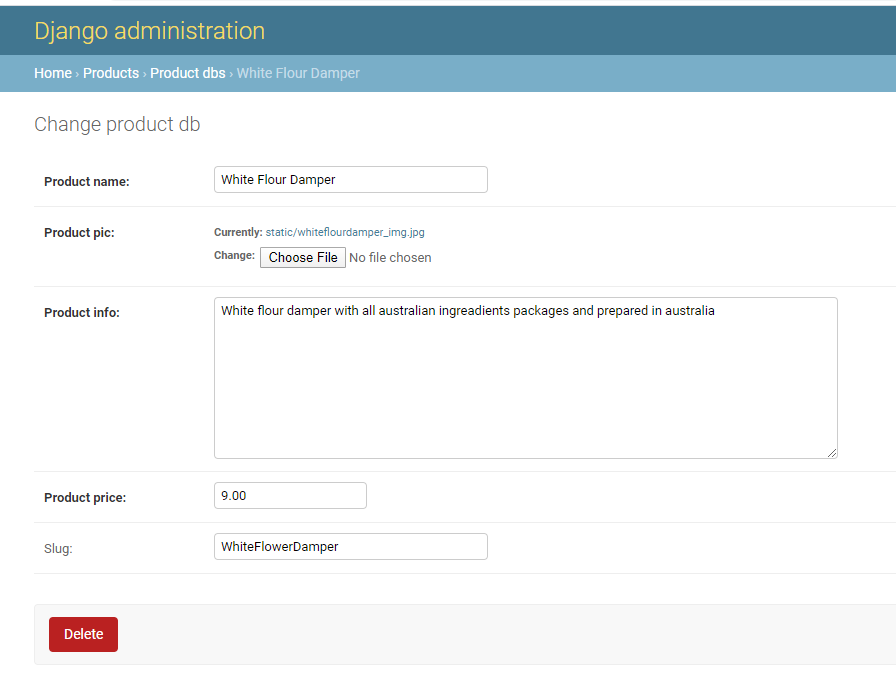 Django administration
Home › Products › Product dbs › White Flour Damper
Change product db
Product name: White Flour Damper
Product pic: Currently: static/whiteflourdamper_img.jpg
Change: Choose File No file chosen
Product info: White flour damper with all australian ingreadients packages and prepared in australia
Product price: 9.00
Slug: WhiteFlowerDamper
Delete